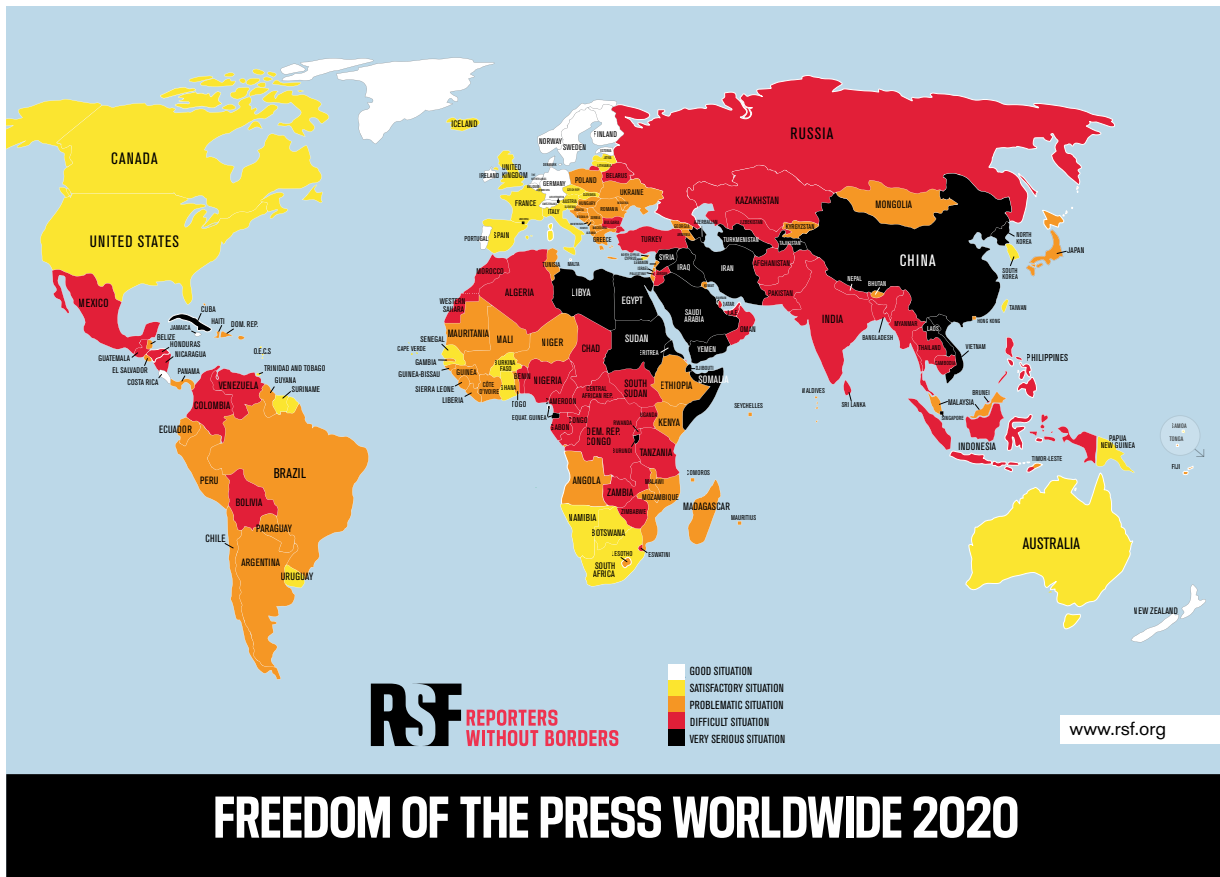 ICELAND
NORWAY
SWEDEN
FINLAND
RUSSIA
CANADA
UNITED
KINGDOM
IRELAND
GERMANY
POLAND
BELARUS
UKRAINE
FRANCE
AUSTRIA
HUNGARY
ROMANIA
ITALY
PORTUGAL
SPAIN
GREECE
MALTA
TURKEY
GEORGIA
KAZAKHSTAN
MONGOLIA
KYRGYZSTAN
TURKMENISTAN
TAJIKISTAN
UNITED STATES
CHINA
NORTH
KOREA
SOUTH
KOREA
JAPAN
TAIWAN
HONG KONG
MEXICO
CUBA
JAMAICA
HAITI
DOM. REP.
BELIZE
HONDURAS
GUATEMALA
NICARAGUA
EL SALVADOR
COSTA RICA
PANAMA
O.E.C.S
TRINIDAD AND TOBAGO
GUYANA
SURINAME
VENEZUELA
COLOMBIA
ECUADOR
PERU
BRAZIL
BOLIVIA
PARAGUAY
CHILE
ARGENTINA
URUGUAY
MOROCCO
WESTERN
SAHARA
ALGERIA
TUNISIA
LIBYA
EGYPT
SYRIA
IRAQ
IRAN
KUWAIT
QATAR
SAUDI
ARABIA
OMAN
YEMEN
AFGHANISTAN
PAKISTAN
NEPAL
BHUTAN
INDIA
BANGLADESH
MYANMAR
LAOS
THAILAND
VIETNAM
PHILIPPINES
MALDIVES
SRI LANKA
MALAYSIA
BRUNEI
SINGAPORE
INDONESIA
TIMOR-LESTE
PAPUA
NEW GUINEA
SAMOA
TONGA
FIJI
MAURITANIA
MALI
NIGER
CHAD
SUDAN
ERITREA
DJIBOUTI
SOMALIA
ETHIOPIA
SENEGAL
CAPE VERDE
GAMBIA
GUINEA-BISSAU
GUINEA
SIERRA LEONE
LIBERIA
CÔTE
D'IVOIRE
BURKINA
FASO
GHANA
TOGO
BENIN
NIGERIA
CAMEROON
EQUAT. GUINEA
GABON
CONGO
CENTRAL
AFRICAN REP.
SOUTH
SUDAN
DEM. REP.
CONGO
UGANDA
RWANDA
BURUNDI
KENYA
TANZANIA
SEYCHELLES
COMOROS
ANGOLA
ZAMBIA
MALAWI
MOZAMBIQUE
ZIMBABWE
MADAGASCAR
MAURITIUS
NAMIBIA
BOTSWANA
SOUTH
AFRICA
LESOTHO
ESWATINI
AUSTRALIA
NEW ZEALAND
RSF REPORTERS
WITHOUT BORDERS
GOOD SITUATION
SATISFACTORY SITUATION
PROBLEMATIC SITUATION
DIFFICULT SITUATION
VERY SERIOUS SITUATION
www.rsf.org
FREEDOM OF THE PRESS WORLDWIDE 2020